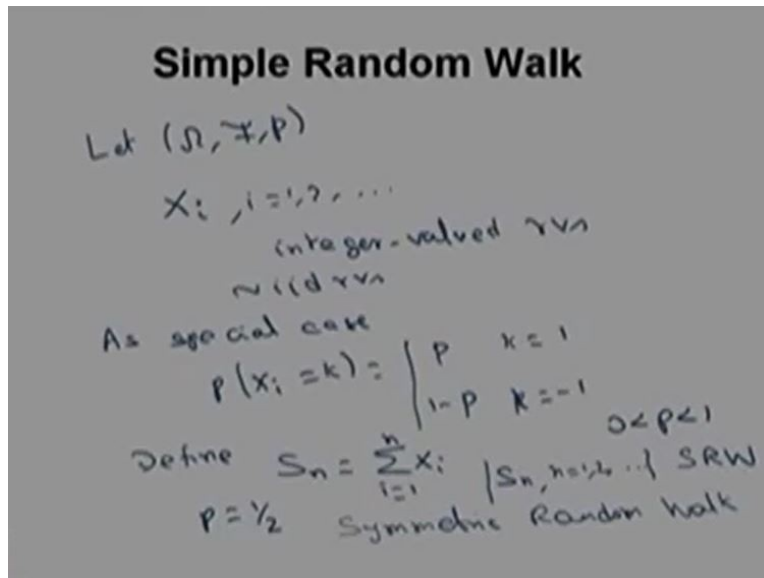 Simple Random Walk
Let (Ω, F, P)
Xi , i = 1, 2, ...
integer-valued rvs
~ iid rvs
As special case
P(Xi = k) = { p k = 1
1-p k = -1
0 < p < 1
Define Sn = Σ_{i=1}^{n} Xi {Sn, n=1,2, ..} SRW
p = 1/2 Symmetric Random Walk